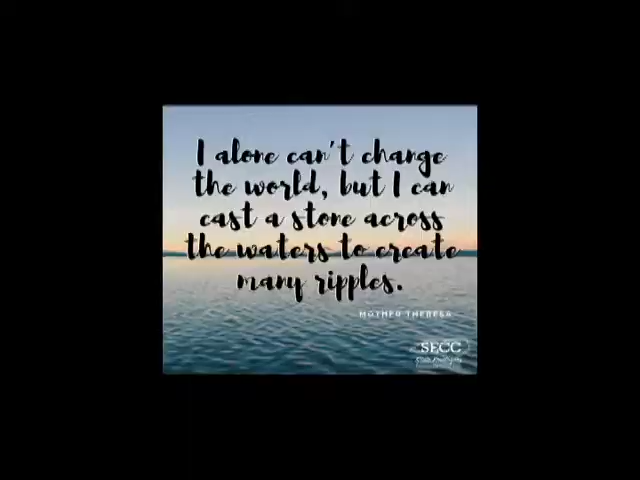 I alone can't change
the world, but I can
cast a stone across
the waters to create
many ripples.
MOTHER THERESA
SECC